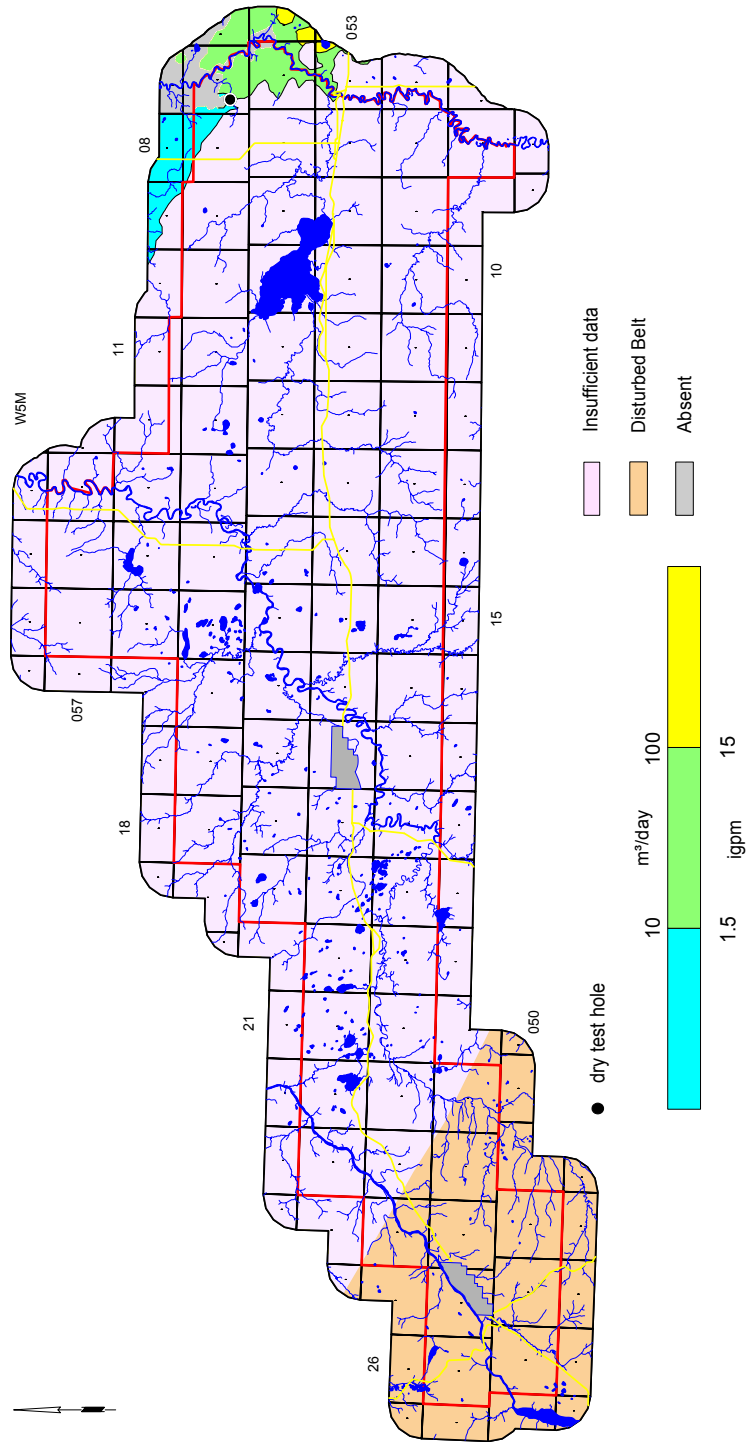 W5M
053
08
11
10
057
18
15
21
050
26
Insufficient data
Disturbed Belt
Absent
dry test hole
m³/day
10
100
1.5
15
igpm